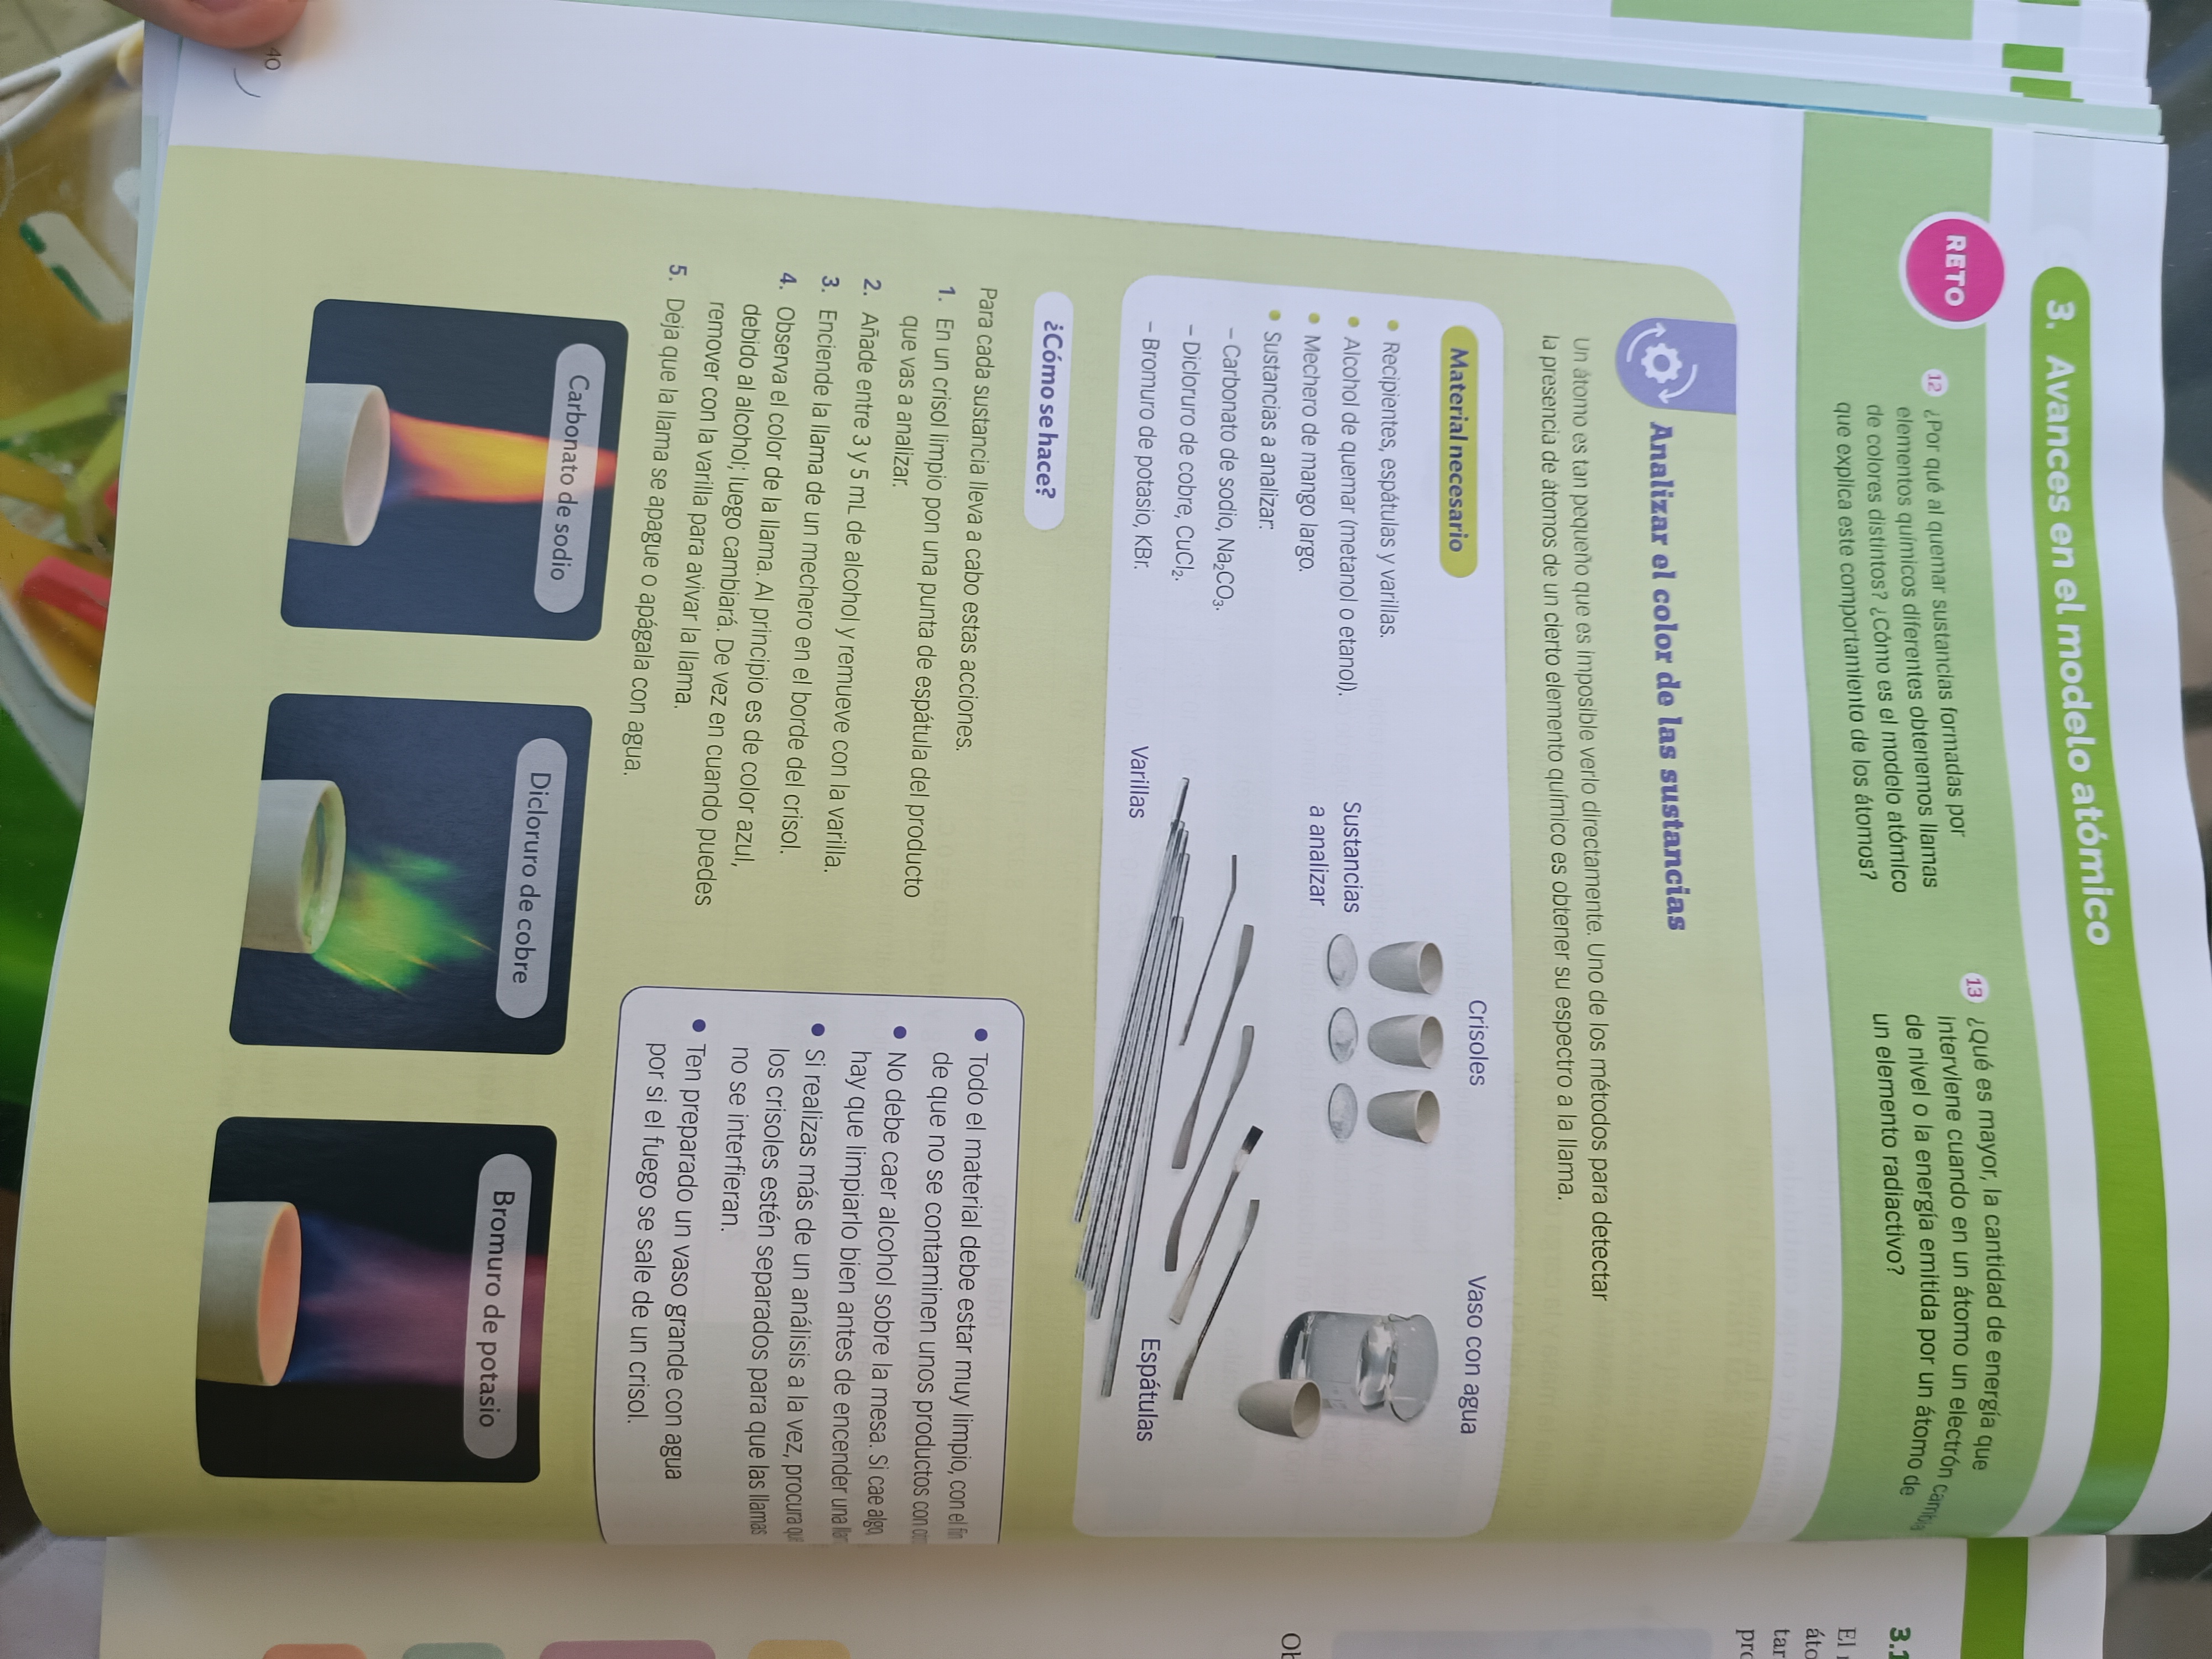 3. Avances en el modelo atómico
RETO
12 ¿Por qué al quemar sustancias formadas por
elementos químicos diferentes obtenemos llamas
de colores distintos? ¿Cómo es el modelo atómico
que explica este comportamiento de los átomos?
13 ¿Qué es mayor, la cantidad de energía que
interviene cuando en un átomo un electrón cambia
de nivel o la energía emitida por un átomo de
un elemento radiactivo?
Analizar el color de las sustancias
Un átomo es tan pequeño que es imposible verlo directamente. Uno de los métodos para detectar
la presencia de átomos de un cierto elemento químico es obtener su espectro a la llama.
Material necesario
• Recipientes, espátulas y varillas.
• Alcohol de quemar (metanol o etanol).
• Mechero de mango largo.
• Sustancias a analizar:
– Carbonato de sodio, Na₂CO₃.
– Dicloruro de cobre, CuCl₂.
– Bromuro de potasio, KBr.
Crisoles
Vaso con agua
Sustancias
a analizar
Varillas
Espátulas
¿Cómo se hace?
Para cada sustancia lleva a cabo estas acciones.
1. En un crisol limpio pon una punta de espátula del producto
que vas a analizar.
2. Añade entre 3 y 5 mL de alcohol y remueve con la varilla.
3. Enciende la llama de un mechero en el borde del crisol.
4. Observa el color de la llama. Al principio es de color azul,
debido al alcohol; luego cambiará. De vez en cuando puedes
remover con la varilla para avivar la llama.
5. Deja que la llama se apague o apágala con agua.
• Todo el material debe estar muy limpio, con el fin
de que no se contaminen unos productos con
• No debe caer alcohol sobre la mesa. Si cae algo,
hay que limpiarlo bien antes de encender una
• Si realizas más de un análisis a la vez, procura que
los crisoles estén separados para que las llamas
no se interfieran.
• Ten preparado un vaso grande con agua
por si el fuego se sale de un crisol.
Carbonato de sodio
Dicloruro de cobre
Bromuro de potasio
40
3.1
El